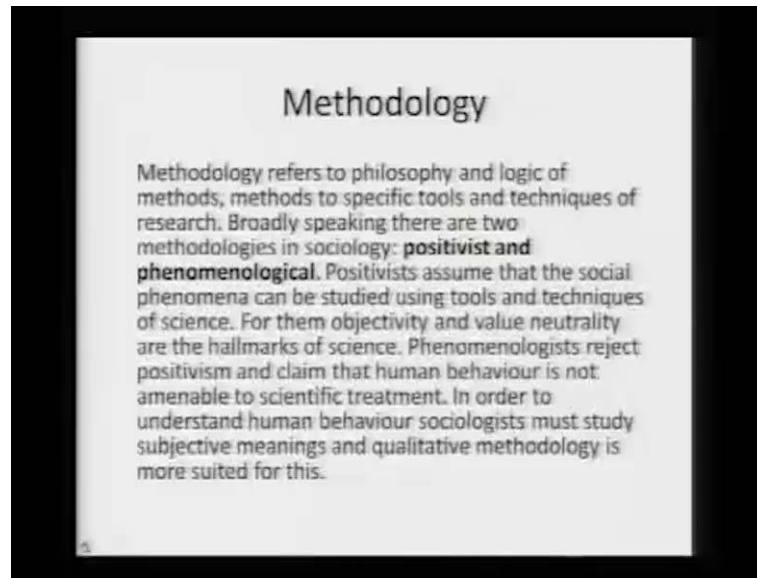 Methodology
Methodology refers to philosophy and logic of
methods, methods to specific tools and techniques of
research. Broadly speaking there are two
methodologies in sociology: positivist and
phenomenological. Positivists assume that the social
phenomena can be studied using tools and techniques
of science. For them objectivity and value neutrality
are the hallmarks of science. Phenomenologists reject
positivism and claim that human behaviour is not
amenable to scientific treatment. In order to
understand human behaviour sociologists must study
subjective meanings and qualitative methodology is
more suited for this.